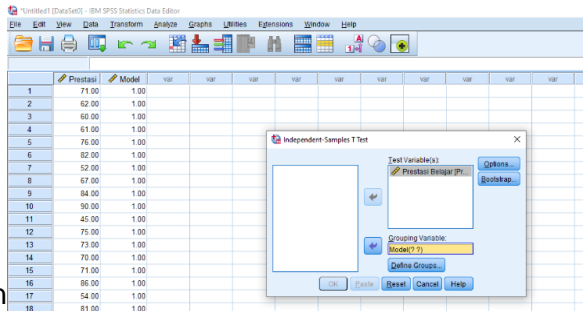 *Untitled1 [DataSet0] - IBM SPSS Statistics Data Editor
File Edit View Data Transform Analyze Graphs Utilities Extensions Window Help
Prestasi Model var var var var var var var var var
1 71.00 1.00
2 62.00 1.00
3 60.00 1.00
4 61.00 1.00
5 76.00 1.00
6 82.00 1.00
7 52.00 1.00
8 67.00 1.00
9 84.00 1.00
10 90.00 1.00
11 45.00 1.00
12 75.00 1.00
13 73.00 1.00
14 70.00 1.00
15 71.00 1.00
16 86.00 1.00
17 54.00 1.00
18 81.00 1.00
Independent-Samples T Test
Test Variable(s):
Prestasi Belajar [Pr...
Options...
Bootstrap...
Grouping Variable:
Model(? ?)
Define Groups...
OK Paste Reset Cancel Help